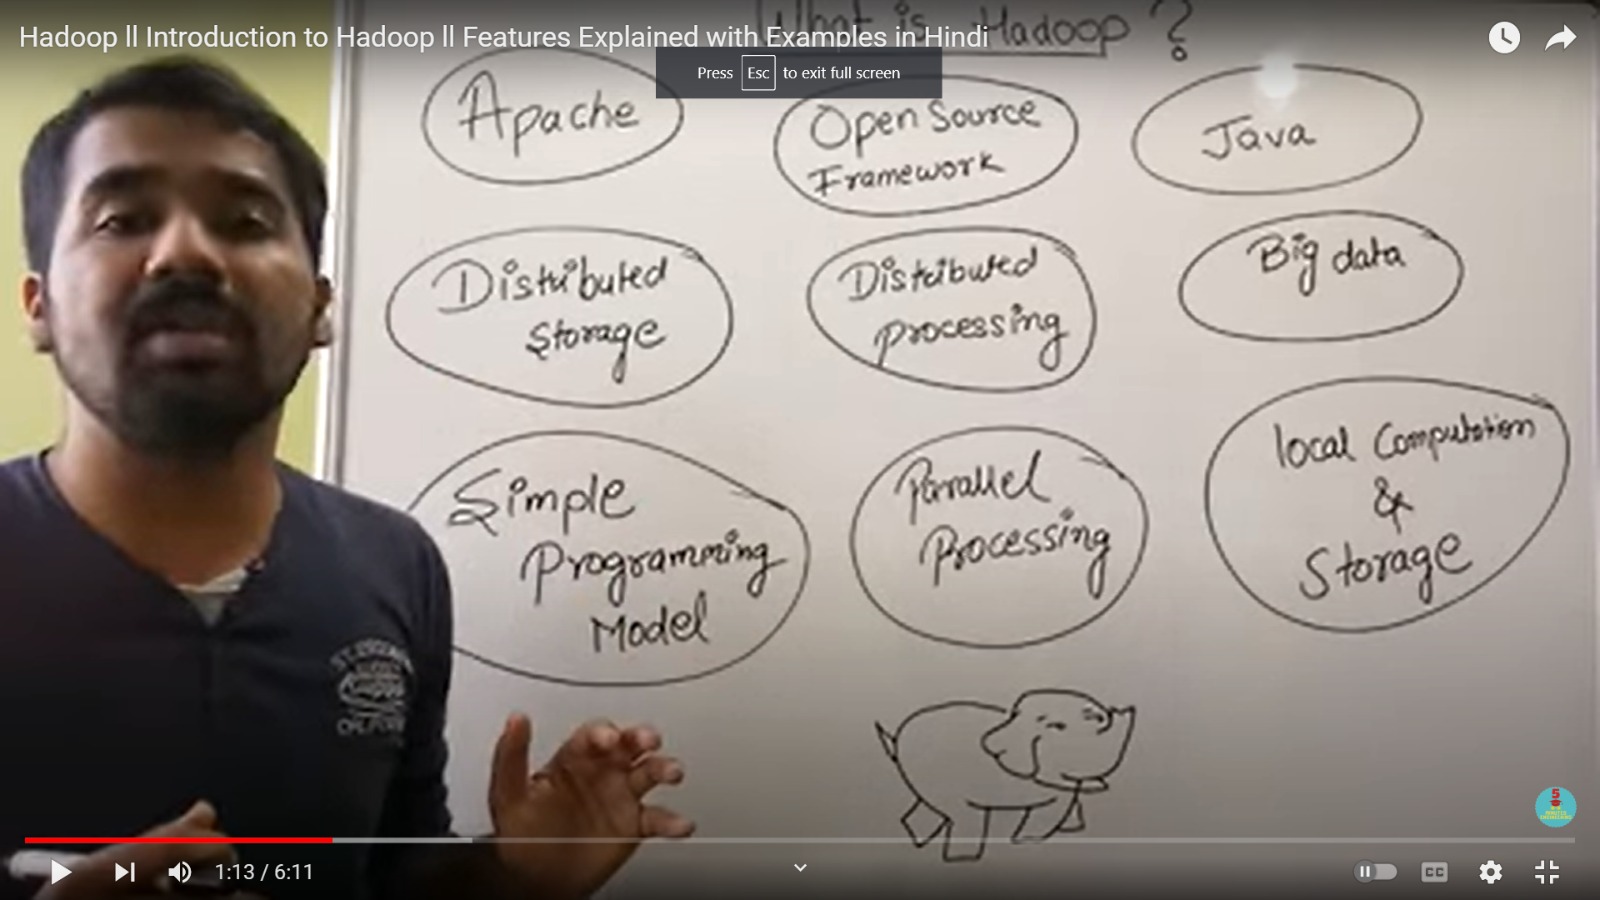 What is Hadoop ?
Hadoop ll Introduction to Hadoop ll Features Explained with Examples in Hindi
Press Esc to exit full screen
Apache
Open Source
Framework
Java
Distributed
Storage
Distributed
processing
Big data
Simple
Programming
Model
Parallel
Processing
local Computation
&
Storage
5
1:13 / 6:11
CC